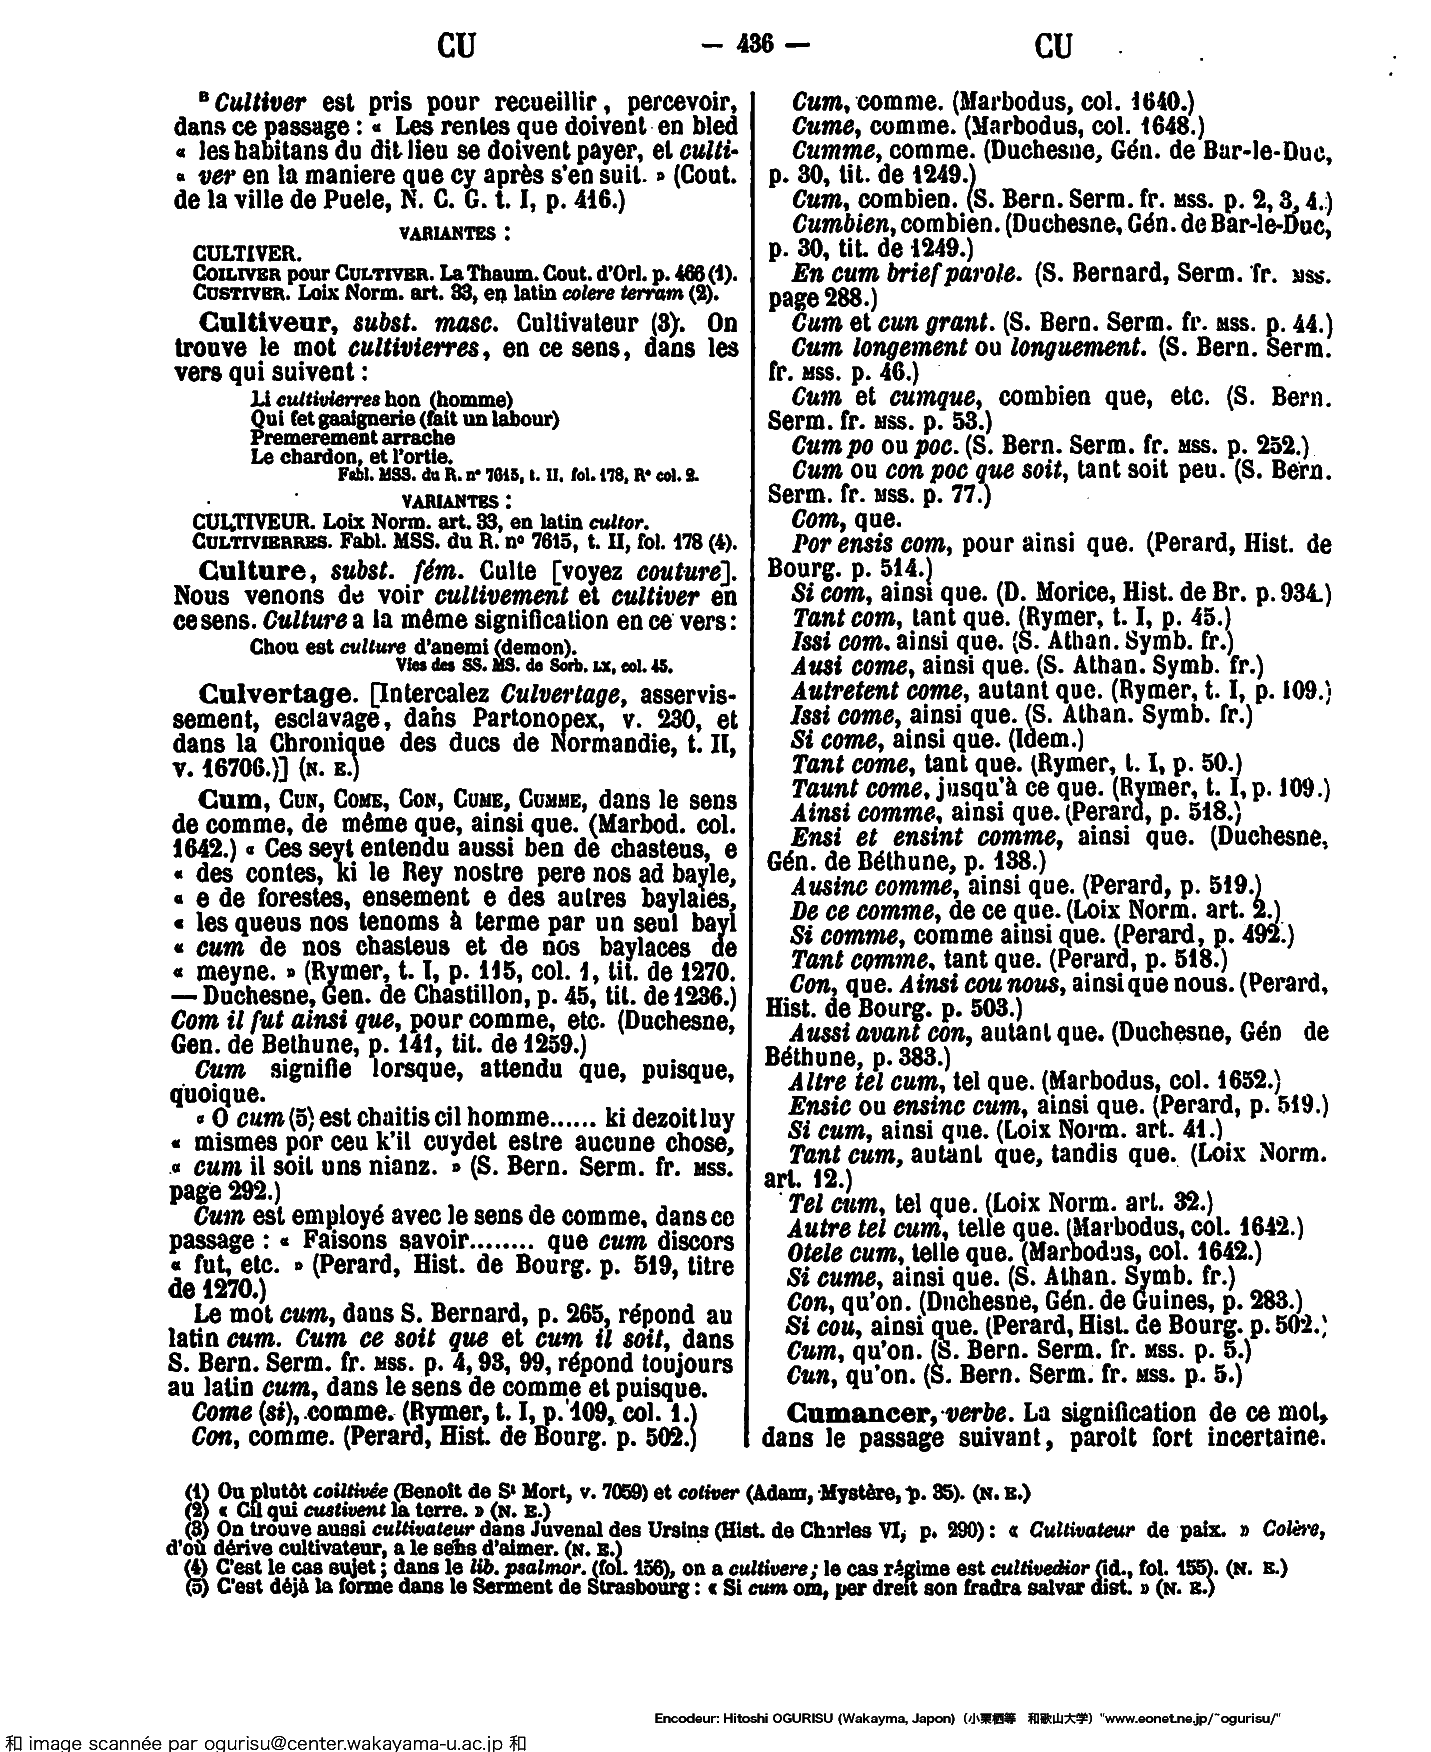 CU — 436 — CU
ᴮ Cultiver est pris pour recueillir, percevoir,
dans ce passage : « Les rentes que doivent en bled
« les habitans du dit lieu se doivent payer, et culti-
« ver en la maniere que cy après s'en suit. » (Cout.
de la ville de Puele, N. C. G. t. I, p. 416.)
VARIANTES :
CULTIVER.
COILIVER pour CULTIVER. La Thaum. Cout. d'Orl. p. 466 (1).
CUSTIVER. Loix Norm. art. 33, en latin colere terram (2).
Cultiveur, subst. masc. Cultivateur (3). On
trouve le mot cultivierres, en ce sens, dans les
vers qui suivent :
Li cultivierres hon (homme)
Qui fet gaaignerie (fait un labour)
Premerement arrache
Le chardon, et l'ortie.
Fabl. MSS. du R. nº 7615, t. II, fol. 178, Rº col. 2.
VARIANTES :
CULTIVEUR. Loix Norm. art. 33, en latin cultor.
CULTIVIERRES. Fabl. MSS. du R. nº 7615, t. II, fol. 178 (4).
Culture, subst. fém. Culte [voyez couture].
Nous venons de voir cultivement et cultiver en
ce sens. Culture a la même signification en ce vers :
Chou est culture d'anemi (demon).
Vies des SS. MS. de Sorb. LX, col. 45.
Culvertage. [Intercalez Culvertage, asservis-
sement, esclavage, dans Partonopex, v. 230, et
dans la Chronique des ducs de Normandie, t. II,
v. 16706.)] (N. E.)
Cum, CUN, COME, CON, CUME, CUMME, dans le sens
de comme, de même que, ainsi que. (Marbod. col.
1642.) « Ces seyt entendu aussi ben de chasteus, e
« des contes, ki le Rey nostre pere nos ad bayle,
« e de forestes, ensement e des autres baylaies,
« les queus nos tenoms à terme par un seul bayl
« cum de nos chasteus et de nos baylaces de
« meyne. » (Rymer, t. I, p. 115, col. 1, tit. de 1270.
— Duchesne, Gen. de Chastillon, p. 45, tit. de 1236.)
Com il fut ainsi que, pour comme, etc. (Duchesne,
Gen. de Bethune, p. 141, tit. de 1259.)
Cum signifie lorsque, attendu que, puisque,
quoique.
« O cum (5) est chaitis cil homme...... ki dezoit luy
« mismes por ceu k'il cuydet estre aucune chose,
« cum il soit uns nianz. » (S. Bern. Serm. fr. MSS.
page 292.)
Cum est employé avec le sens de comme, dans ce
passage : « Faisons savoir........ que cum discors
« fut, etc. » (Perard, Hist. de Bourg. p. 519, titre
de 1270.)
Le mot cum, dans S. Bernard, p. 265, répond au
latin cum. Cum ce soit que et cum il soit, dans
S. Bern. Serm. fr. MSS. p. 4, 93, 99, répond toujours
au latin cum, dans le sens de comme et puisque.
Come (si), comme. (Rymer, t. I, p. 109, col. 1.)
Con, comme. (Perard, Hist. de Bourg. p. 502.)
Cum, comme. (Marbodus, col. 1640.)
Cume, comme. (Marbodus, col. 1648.)
Cumme, comme. (Duchesne, Gén. de Bar-le-Duc,
p. 30, tit. de 1249.)
Cum, combien. (S. Bern. Serm. fr. MSS. p. 2, 3, 4.)
Cumbien, combien. (Duchesne, Gén. de Bar-le-Duc,
p. 30, tit. de 1249.)
En cum brief parole. (S. Bernard, Serm. fr. MSS.
page 288.)
Cum et cun grant. (S. Bern. Serm. fr. MSS. p. 44.)
Cum longement ou longuement. (S. Bern. Serm.
fr. MSS. p. 46.)
Cum et cumque, combien que, etc. (S. Bern.
Serm. fr. MSS. p. 53.)
Cum po ou poc. (S. Bern. Serm. fr. MSS. p. 252.)
Cum ou con poc que soit, tant soit peu. (S. Bern.
Serm. fr. MSS. p. 77.)
Com, que.
Por ensis com, pour ainsi que. (Perard, Hist. de
Bourg. p. 514.)
Si com, ainsi que. (D. Morice, Hist. de Br. p. 934.)
Tant com, tant que. (Rymer, t. I, p. 45.)
Issi com, ainsi que. (S. Athan. Symb. fr.)
Ausi come, ainsi que. (S. Athan. Symb. fr.)
Autretent come, autant que. (Rymer, t. I, p. 109.)
Issi come, ainsi que. (S. Athan. Symb. fr.)
Si come, ainsi que. (Idem.)
Tant come, tant que. (Rymer, t. I, p. 50.)
Taunt come, jusqu'à ce que. (Rymer, t. I, p. 109.)
Ainsi comme, ainsi que. (Perard, p. 518.)
Ensi et ensint comme, ainsi que. (Duchesne,
Gén. de Béthune, p. 138.)
Ausinc comme, ainsi que. (Perard, p. 519.)
De ce comme, de ce que. (Loix Norm. art. 2.)
Si comme, comme ainsi que. (Perard, p. 492.)
Tant comme, tant que. (Perard, p. 518.)
Con, que. Ainsi cou nous, ainsi que nous. (Perard,
Hist. de Bourg. p. 503.)
Aussi avant con, autant que. (Duchesne, Gén de
Béthune, p. 383.)
Altre tel cum, tel que. (Marbodus, col. 1652.)
Ensic ou ensinc cum, ainsi que. (Perard, p. 519.)
Si cum, ainsi que. (Loix Norm. art. 41.)
Tant cum, autant que, tandis que. (Loix Norm.
art. 12.)
Tel cum, tel que. (Loix Norm. art. 32.)
Autre tel cum, telle que. (Marbodus, col. 1642.)
Otele cum, telle que. (Marbodus, col. 1642.)
Si cume, ainsi que. (S. Athan. Symb. fr.)
Con, qu'on. (Duchesne, Gén. de Guines, p. 283.)
Si cou, ainsi que. (Perard, Hist. de Bourg. p. 502.)
Cum, qu'on. (S. Bern. Serm. fr. MSS. p. 5.)
Cun, qu'on. (S. Bern. Serm. fr. MSS. p. 5.)
Cumancer, verbe. La signification de ce mot,
dans le passage suivant, paroît fort incertaine.
(1) Ou plutôt coiltivée (Benoît de Sᵗ Mort, v. 7059) et cotiver (Adam, Mystère, p. 35). (N. E.)
(2) « Cil qui custivent la terre. » (N. E.)
(3) On trouve aussi cultivateur dans Juvenal des Ursins (Hist. de Charles VI, p. 290) : « Cultivateur de paix. » Colère,
d'où dérive cultivateur, a le sens d'aimer. (N. E.)
(4) C'est le cas sujet ; dans le lib. psalmor. (fol. 156), on a cultivere ; le cas régime est cultivedior (id., fol. 155). (N. E.)
(5) C'est déjà la forme dans le Serment de Strasbourg : « Si cum om, per dreit son fradra salvar dist. » (N. E.)
Encodeur: Hitoshi OGURISU (Wakayma, Japon) (小栗栖等 和歌山大学) "www.eonet.ne.jp/~ogurisu/"
和 image scannée par ogurisu@center.wakayama-u.ac.jp 和